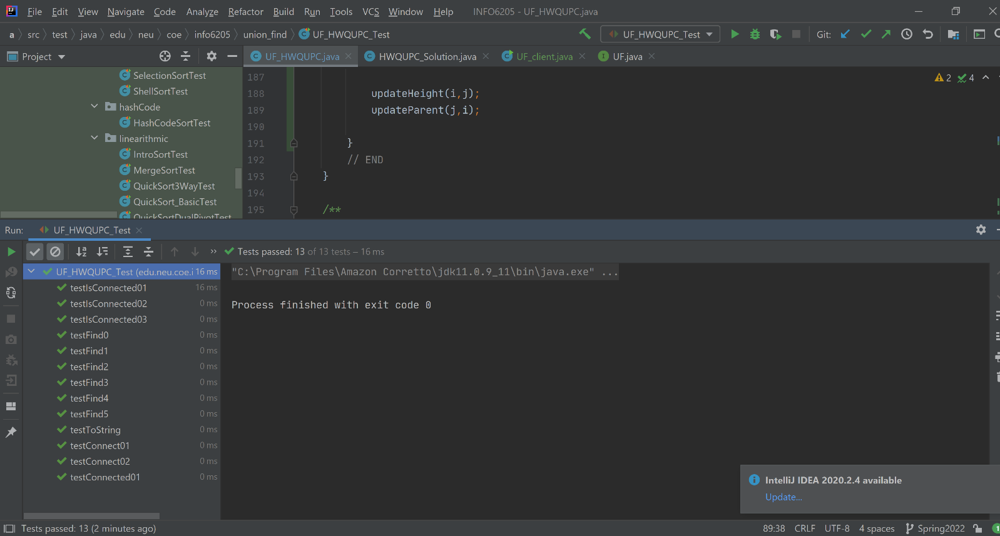 File Edit View Navigate Code Analyze Refactor Build Run Tools VCS Window Help INFO6205 - UF_HWQUPC.java
a src test java edu neu coe info6205 union_find UF_HWQUPC_Test UF_HWQUPC_Test Git:
Project UF_HWQUPC.java HWQUPC_Solution.java UF_client.java UF.java
SelectionSortTest
ShellSortTest
hashCode
HashCodeSortTest
linearithmic
IntroSortTest
MergeSortTest
QuickSort3WayTest
QuickSort_BasicTest
QuickSortDualPivotTest
2 4
187
188 updateHeight(i,j);
189 updateParent(j,i);
190
191 }
192 // END
193 }
194
195 /**
Run: UF_HWQUPC_Test
Tests passed: 13 of 13 tests – 16 ms
UF_HWQUPC_Test (edu.neu.coe.i 16 ms
testIsConnected01 16 ms
testIsConnected02 0 ms
testIsConnected03 0 ms
testFind0 0 ms
testFind1 0 ms
testFind2 0 ms
testFind3 0 ms
testFind4 0 ms
testFind5 0 ms
testToString 0 ms
testConnect01 0 ms
testConnect02 0 ms
testConnected01 0 ms
"C:\Program Files\Amazon Corretto\jdk11.0.9_11\bin\java.exe" ...
Process finished with exit code 0
IntelliJ IDEA 2020.2.4 available
Update...
Tests passed: 13 (2 minutes ago) 89:38 CRLF UTF-8 4 spaces Spring2022 1